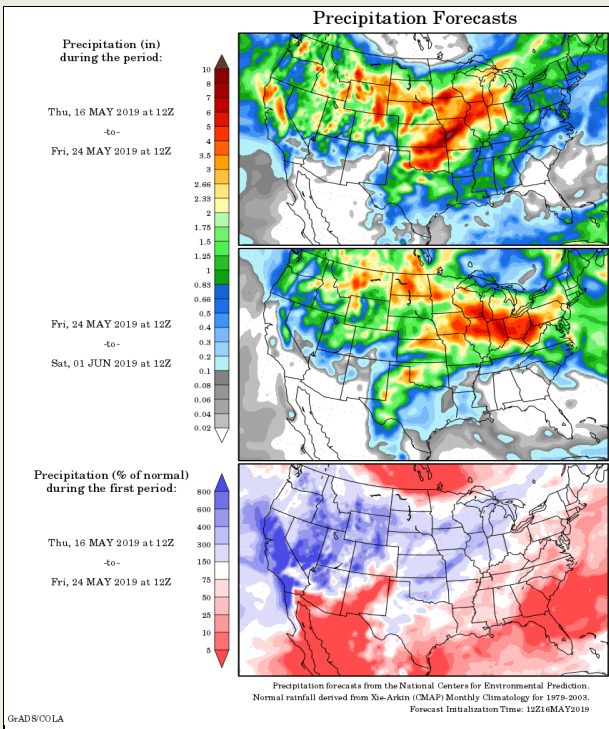 Precipitation Forecasts
Precipitation (in)
during the period:
Thu, 16 MAY 2019 at 12Z
-to-
Fri, 24 MAY 2019 at 12Z
10
8
7
6
5
4
3.5
3
2.66
2.33
2
1.75
1.5
1.25
1
0.83
0.66
0.5
0.4
0.3
0.2
0.1
0.08
0.06
0.04
0.02
Fri, 24 MAY 2019 at 12Z
-to-
Sat, 01 JUN 2019 at 12Z
Precipitation (% of normal)
during the first period:
Thu, 16 MAY 2019 at 12Z
-to-
Fri, 24 MAY 2019 at 12Z
800
600
400
300
150
75
50
25
10
5
Precipitation forecasts from the National Centers for Environmental Prediction.
Normal rainfall derived from Xie-Arkin (CMAP) Monthly Climatology for 1979-2003.
Forecast Initialization Time: 12Z16MAY2019
GrADS/COLA